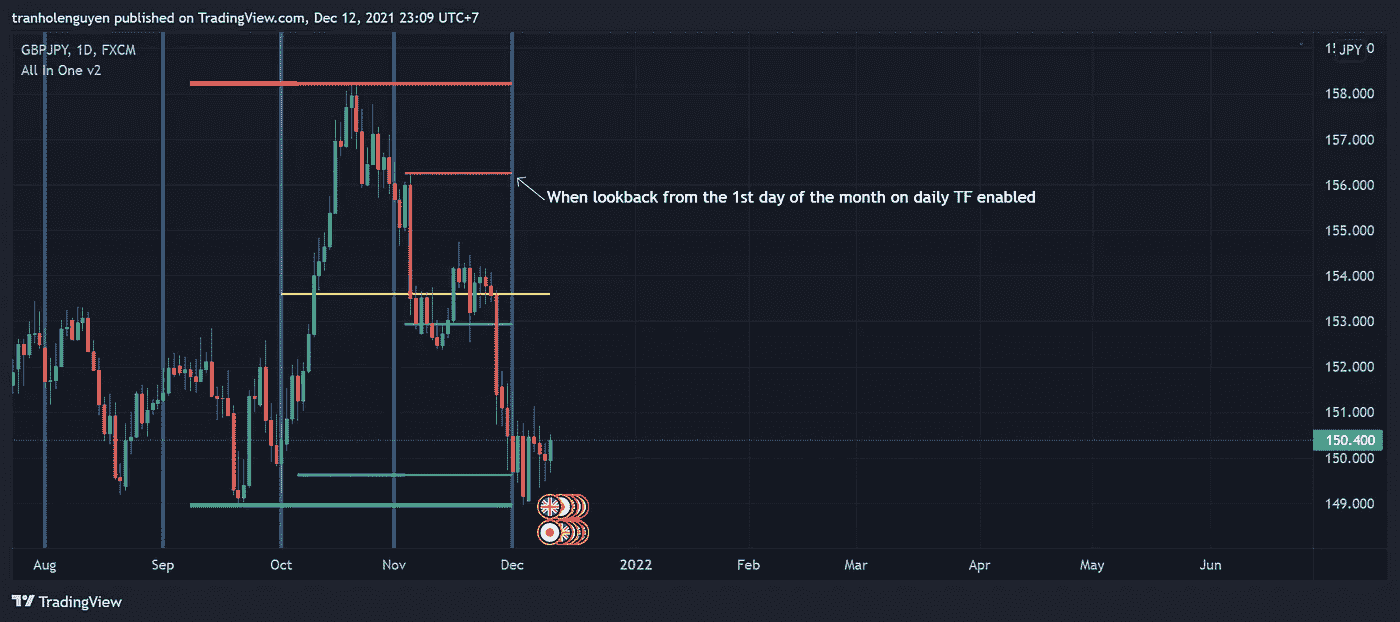 tranholenguyen published on TradingView.com, Dec 12, 2021 23:09 UTC+7
GBPJPY, 1D, FXCM
All In One v2
JPY
158.000
157.000
When lookback from the 1st day of the month on daily TF enabled
156.000
155.000
154.000
153.000
152.000
151.000
150.400
150.000
149.000
Aug Sep Oct Nov Dec 2022 Feb Mar Apr May Jun
TradingView